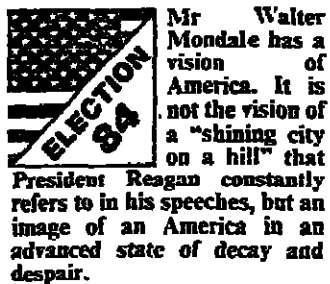 ELECTION
84
Mr Walter
Mondale has a
vision of
America. It is
not the vision of
a "shining city
on a hill" that
President Reagan constantly
refers to in his speeches, but an
image of an America in an
advanced state of decay and
despair.